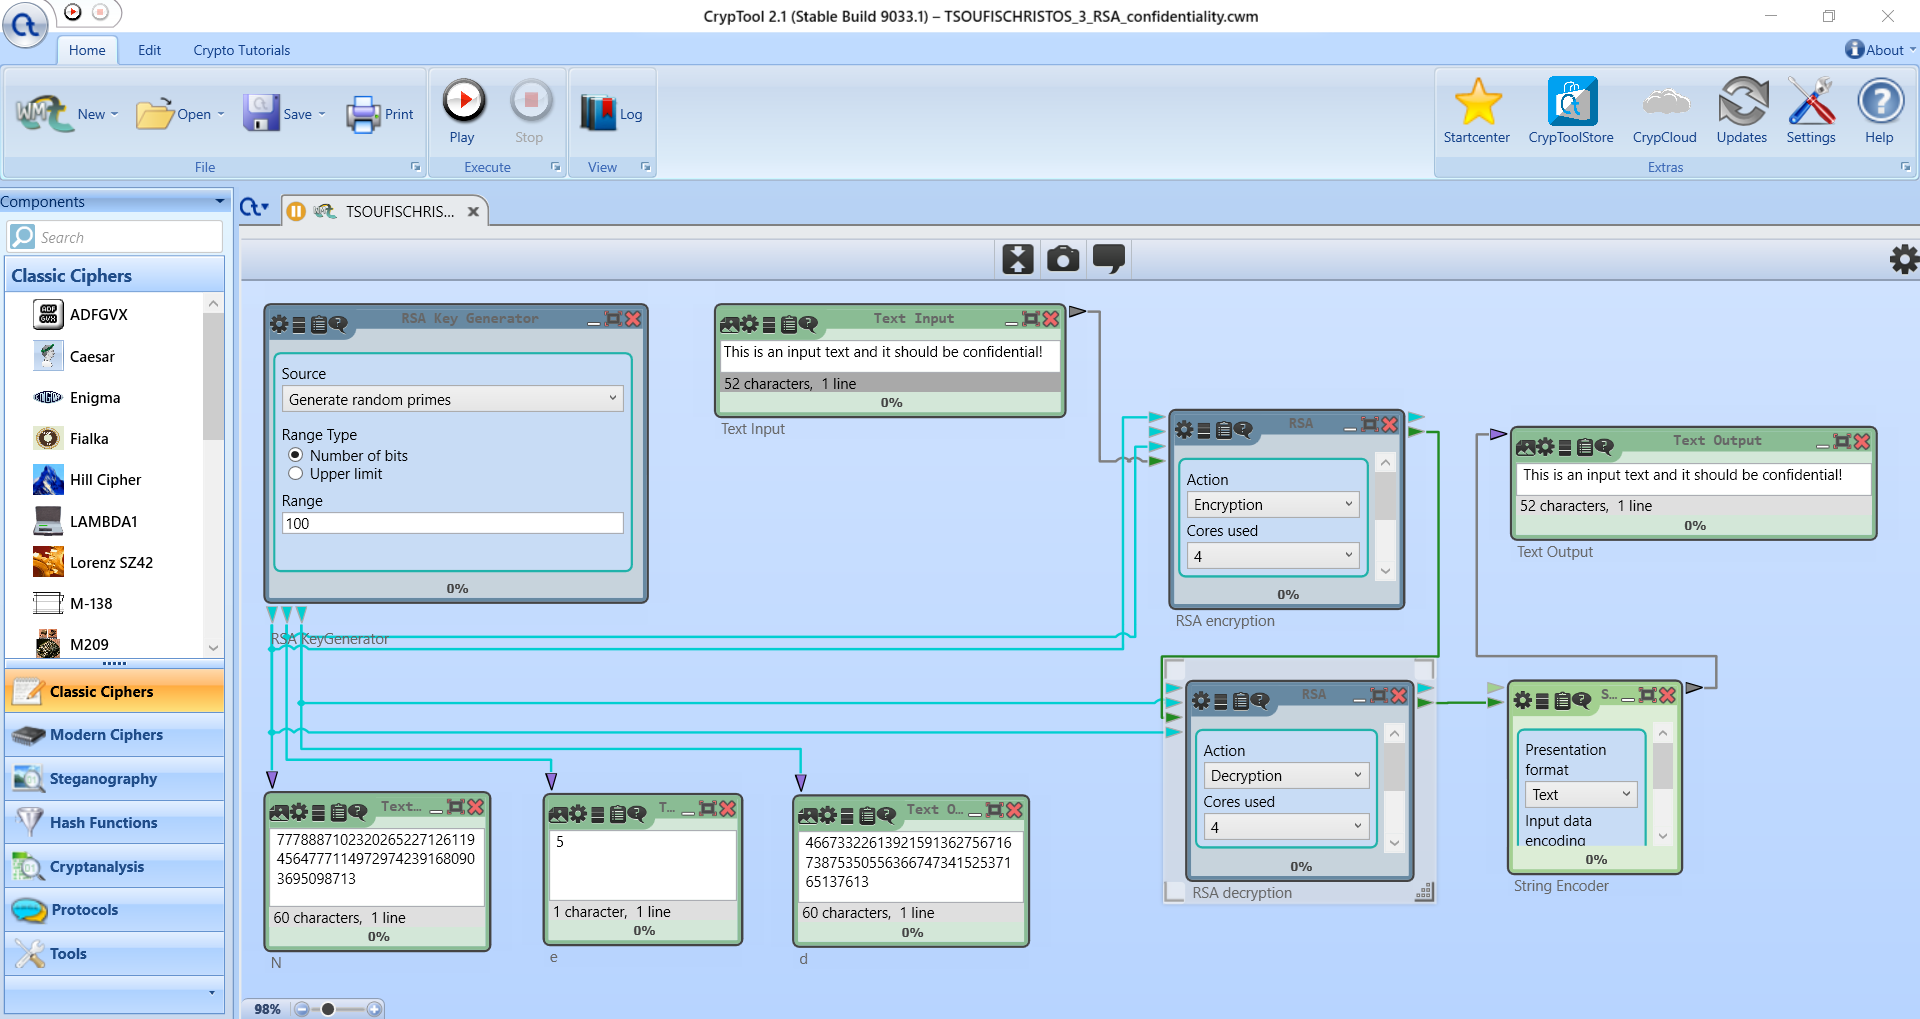 CrypTool 2.1 (Stable Build 9033.1) – TSOUFISCHRISTOS_3_RSA_confidentiality.cwm
Home Edit Crypto Tutorials About
New Open Save Print
File
Play Stop
Execute
Log
View
Startcenter CrypToolStore CrypCloud Updates Settings Help
Extras
Components
Search
Classic Ciphers
ADFGVX
Caesar
Enigma
Fialka
Hill Cipher
LAMBDA1
Lorenz SZ42
M-138
M209
Classic Ciphers
Modern Ciphers
Steganography
Hash Functions
Cryptanalysis
Protocols
Tools
TSOUFISCHRIS...
RSA Key Generator
Source
Generate random primes
Range Type
Number of bits
Upper limit
Range
100
0%
RSA KeyGenerator
Text Input
This is an input text and it should be confidential!
52 characters, 1 line
0%
Text Input
RSA
Action
Encryption
Cores used
4
0%
RSA encryption
Text Output
This is an input text and it should be confidential!
52 characters, 1 line
0%
Text Output
RSA
Action
Decryption
Cores used
4
0%
RSA decryption
S...
Presentation
format
Text
Input data
encoding
0%
String Encoder
Text...
7778887102320265227126119
4564777114972974239168090
3695098713
60 characters, 1 line
0%
N
T...
5
1 character, 1 line
0%
e
Text O...
46673322613921591362756716
73875350556366747341525371
65137613
60 characters, 1 line
0%
d
98%